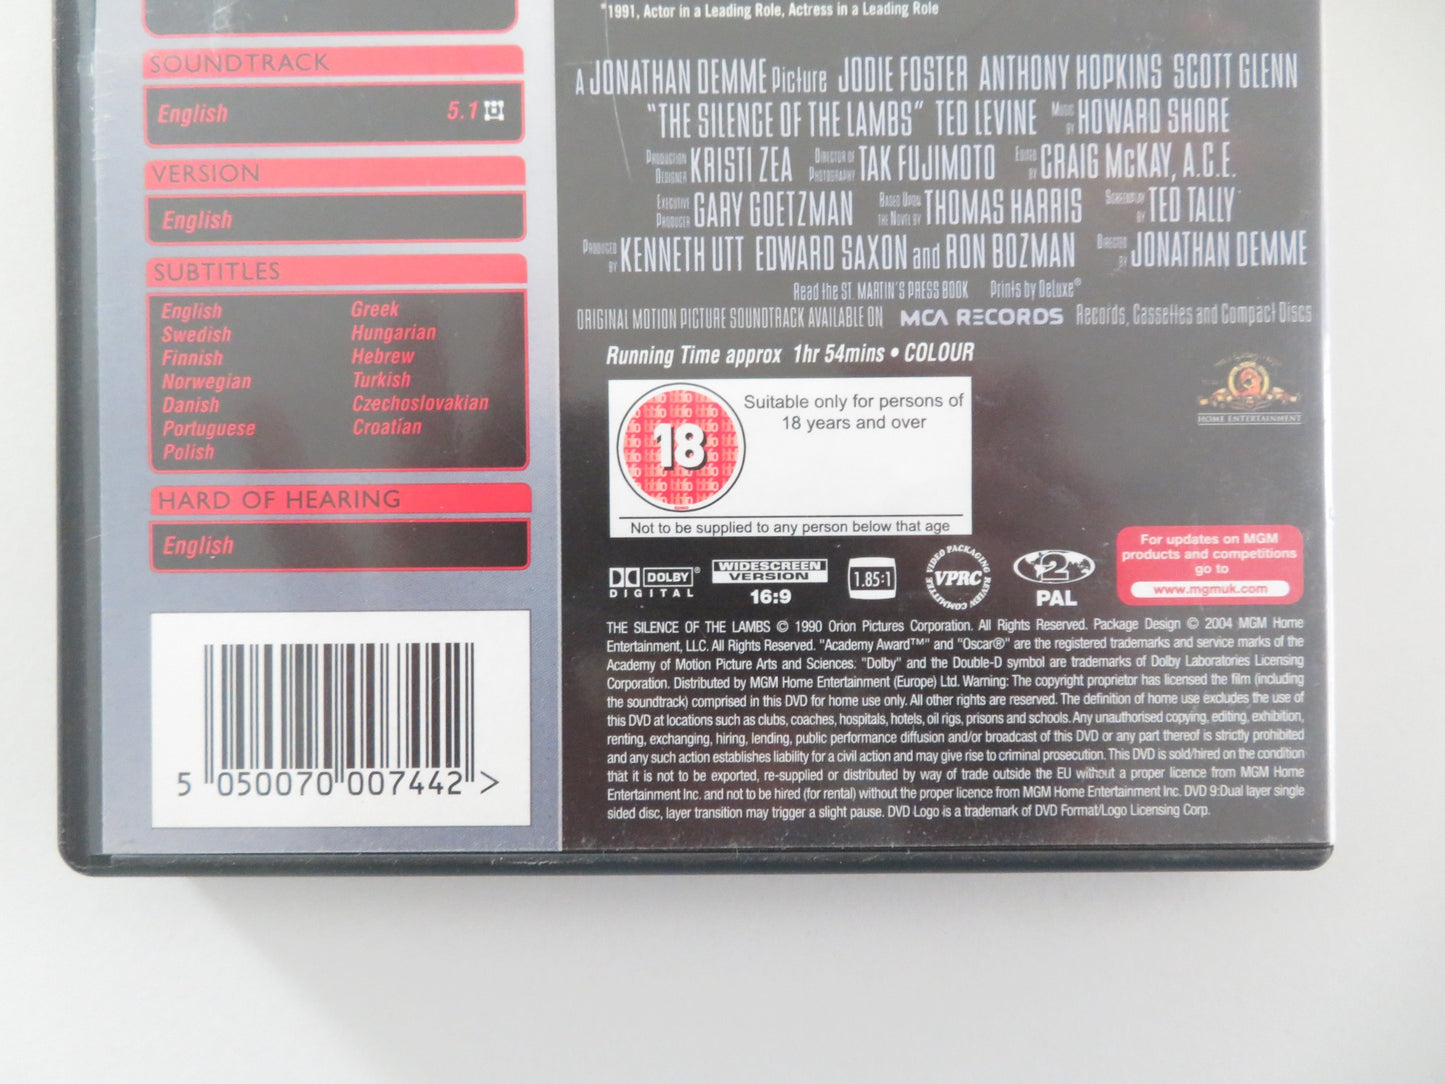 SOUNDTRACK
English 5.1
VERSION
English
SUBTITLES
English Greek
Swedish Hungarian
Finnish Hebrew
Norwegian Turkish
Danish Czechoslovakian
Portuguese Croatian
Polish
HARD OF HEARING
English
5 050070 007442 >
*1991, Actor in a Leading Role, Actress in a Leading Role
A JONATHAN DEMME Picture JODIE FOSTER ANTHONY HOPKINS SCOTT GLENN
"THE SILENCE OF THE LAMBS" TED LEVINE Music by HOWARD SHORE
Production Designer KRISTI ZEA Director of Photography TAK FUJIMOTO Edited by CRAIG McKAY, A.C.E.
Executive Producer GARY GOETZMAN Based Upon the Novel by THOMAS HARRIS Screenplay by TED TALLY
Produced by KENNETH UTT EDWARD SAXON and RON BOZMAN Directed by JONATHAN DEMME
Read the ST. MARTIN'S PRESS BOOK Prints by DeLuxe®
ORIGINAL MOTION PICTURE SOUNDTRACK AVAILABLE ON MCA RECORDS Records, Cassettes and Compact Discs
Running Time approx 1hr 54mins • COLOUR
18
Suitable only for persons of
18 years and over
Not to be supplied to any person below that age
HOME ENTERTAINMENT
DOLBY®
DIGITAL
WIDESCREEN
VERSION
16:9
1.85:1
VIDEO PACKAGING REVIEW COMMITTEE
VPRC
2
PAL
For updates on MGM
products and competitions
go to
www.mgmuk.com
THE SILENCE OF THE LAMBS © 1990 Orion Pictures Corporation. All Rights Reserved. Package Design © 2004 MGM Home
Entertainment, LLC. All Rights Reserved. "Academy Award™" and "Oscar®" are the registered trademarks and service marks of the
Academy of Motion Picture Arts and Sciences. "Dolby" and the Double-D symbol are trademarks of Dolby Laboratories Licensing
Corporation. Distributed by MGM Home Entertainment (Europe) Ltd. Warning: The copyright proprietor has licensed the film (including
the soundtrack) comprised in this DVD for home use only. All other rights are reserved. The definition of home use excludes the use of
this DVD at locations such as clubs, coaches, hospitals, hotels, oil rigs, prisons and schools. Any unauthorised copying, editing, exhibition,
renting, exchanging, hiring, lending, public performance diffusion and/or broadcast of this DVD or any part thereof is strictly prohibited
and any such action establishes liability for a civil action and may give rise to criminal prosecution. This DVD is sold/hired on the condition
that it is not to be exported, re-supplied or distributed by way of trade outside the EU without a proper licence from MGM Home
Entertainment Inc. and not to be hired (for rental) without the proper licence from MGM Home Entertainment Inc. DVD 9:Dual layer single
sided disc, layer transition may trigger a slight pause. DVD Logo is a trademark of DVD Format/Logo Licensing Corp.